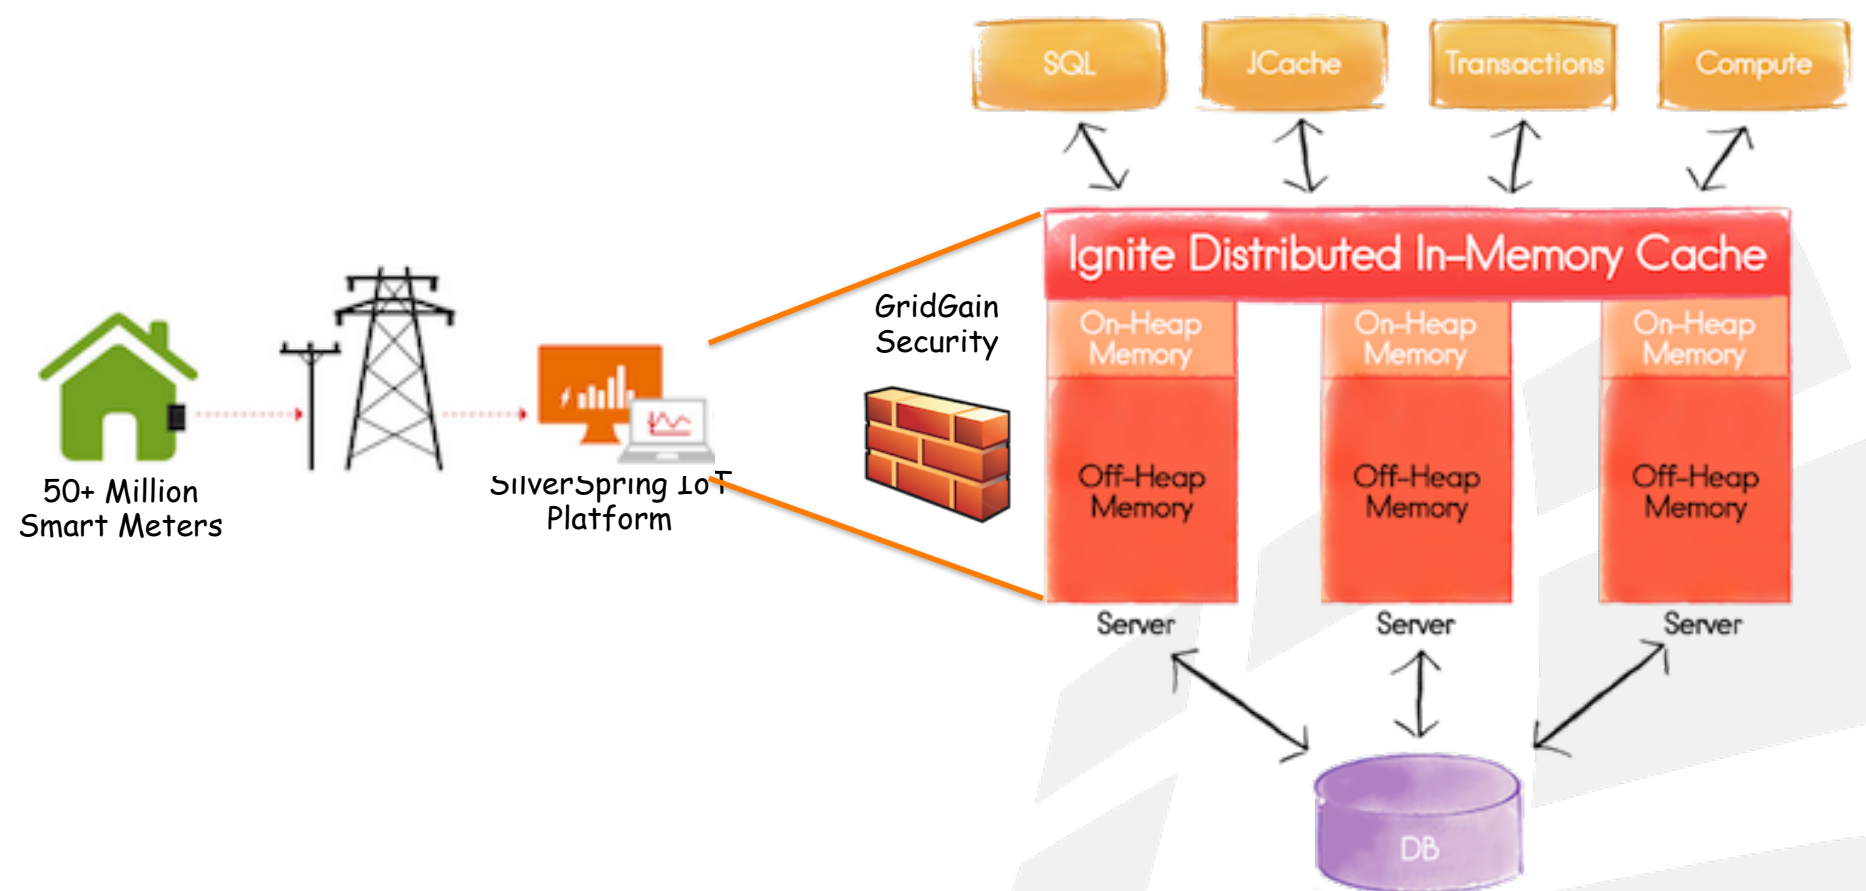 SQL
JCache
Transactions
Compute
Ignite Distributed In-Memory Cache
GridGain
Security
On-Heap
Memory
On-Heap
Memory
On-Heap
Memory
Off-Heap
Memory
Off-Heap
Memory
Off-Heap
Memory
50+ Million
Smart Meters
SilverSpring IoT
Platform
Server
Server
Server
DB